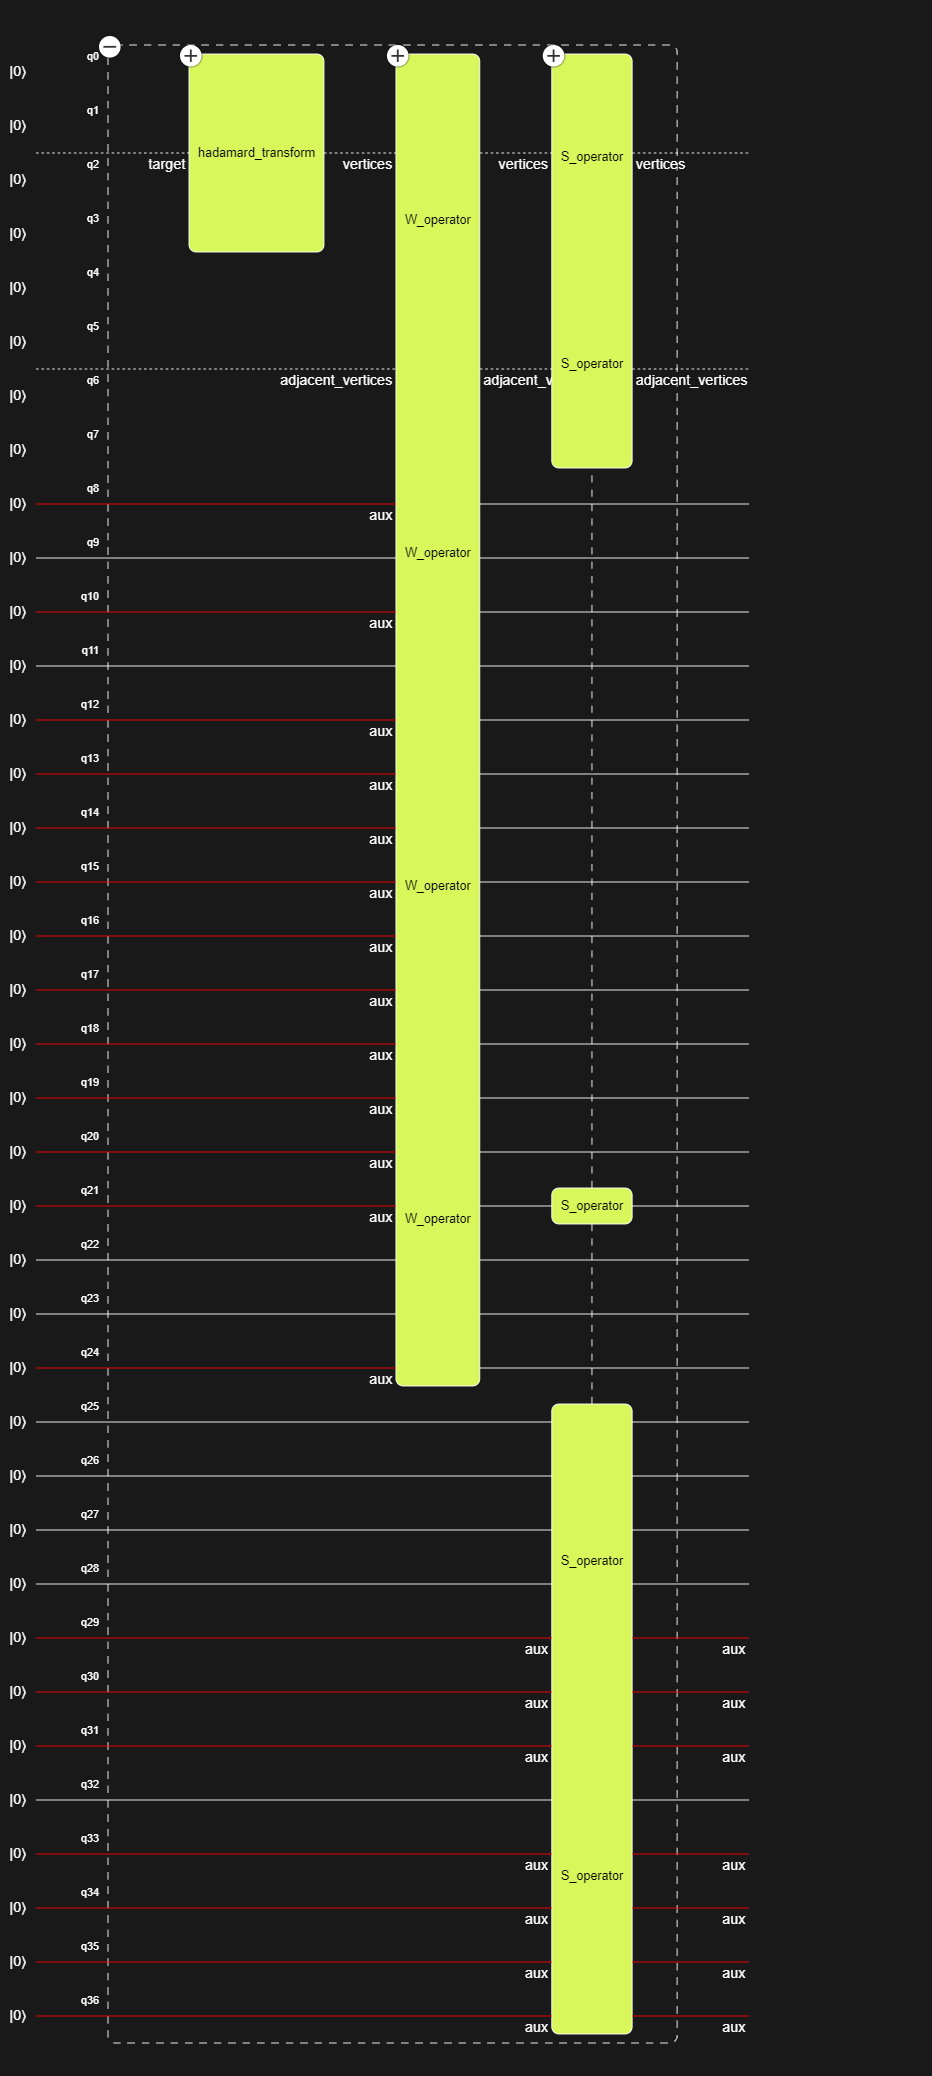 q0
|0⟩
q1
|0⟩
hadamard_transform
S_operator
target
vertices
vertices
vertices
q2
|0⟩
q3
W_operator
|0⟩
q4
|0⟩
q5
|0⟩
S_operator
q6
adjacent_vertices
adjacent_v
adjacent_vertices
|0⟩
q7
|0⟩
q8
|0⟩
aux
q9
W_operator
|0⟩
q10
|0⟩
aux
q11
|0⟩
q12
|0⟩
aux
q13
|0⟩
aux
q14
|0⟩
aux
q15
|0⟩
W_operator
aux
q16
|0⟩
aux
q17
|0⟩
aux
q18
|0⟩
aux
q19
|0⟩
aux
q20
|0⟩
aux
q21
|0⟩
S_operator
aux
W_operator
q22
|0⟩
q23
|0⟩
q24
|0⟩
aux
q25
|0⟩
q26
|0⟩
q27
|0⟩
q28
S_operator
|0⟩
q29
|0⟩
aux
aux
q30
|0⟩
aux
aux
q31
|0⟩
aux
aux
q32
|0⟩
q33
|0⟩
aux
aux
S_operator
q34
|0⟩
aux
aux
q35
|0⟩
aux
aux
q36
|0⟩
aux
aux